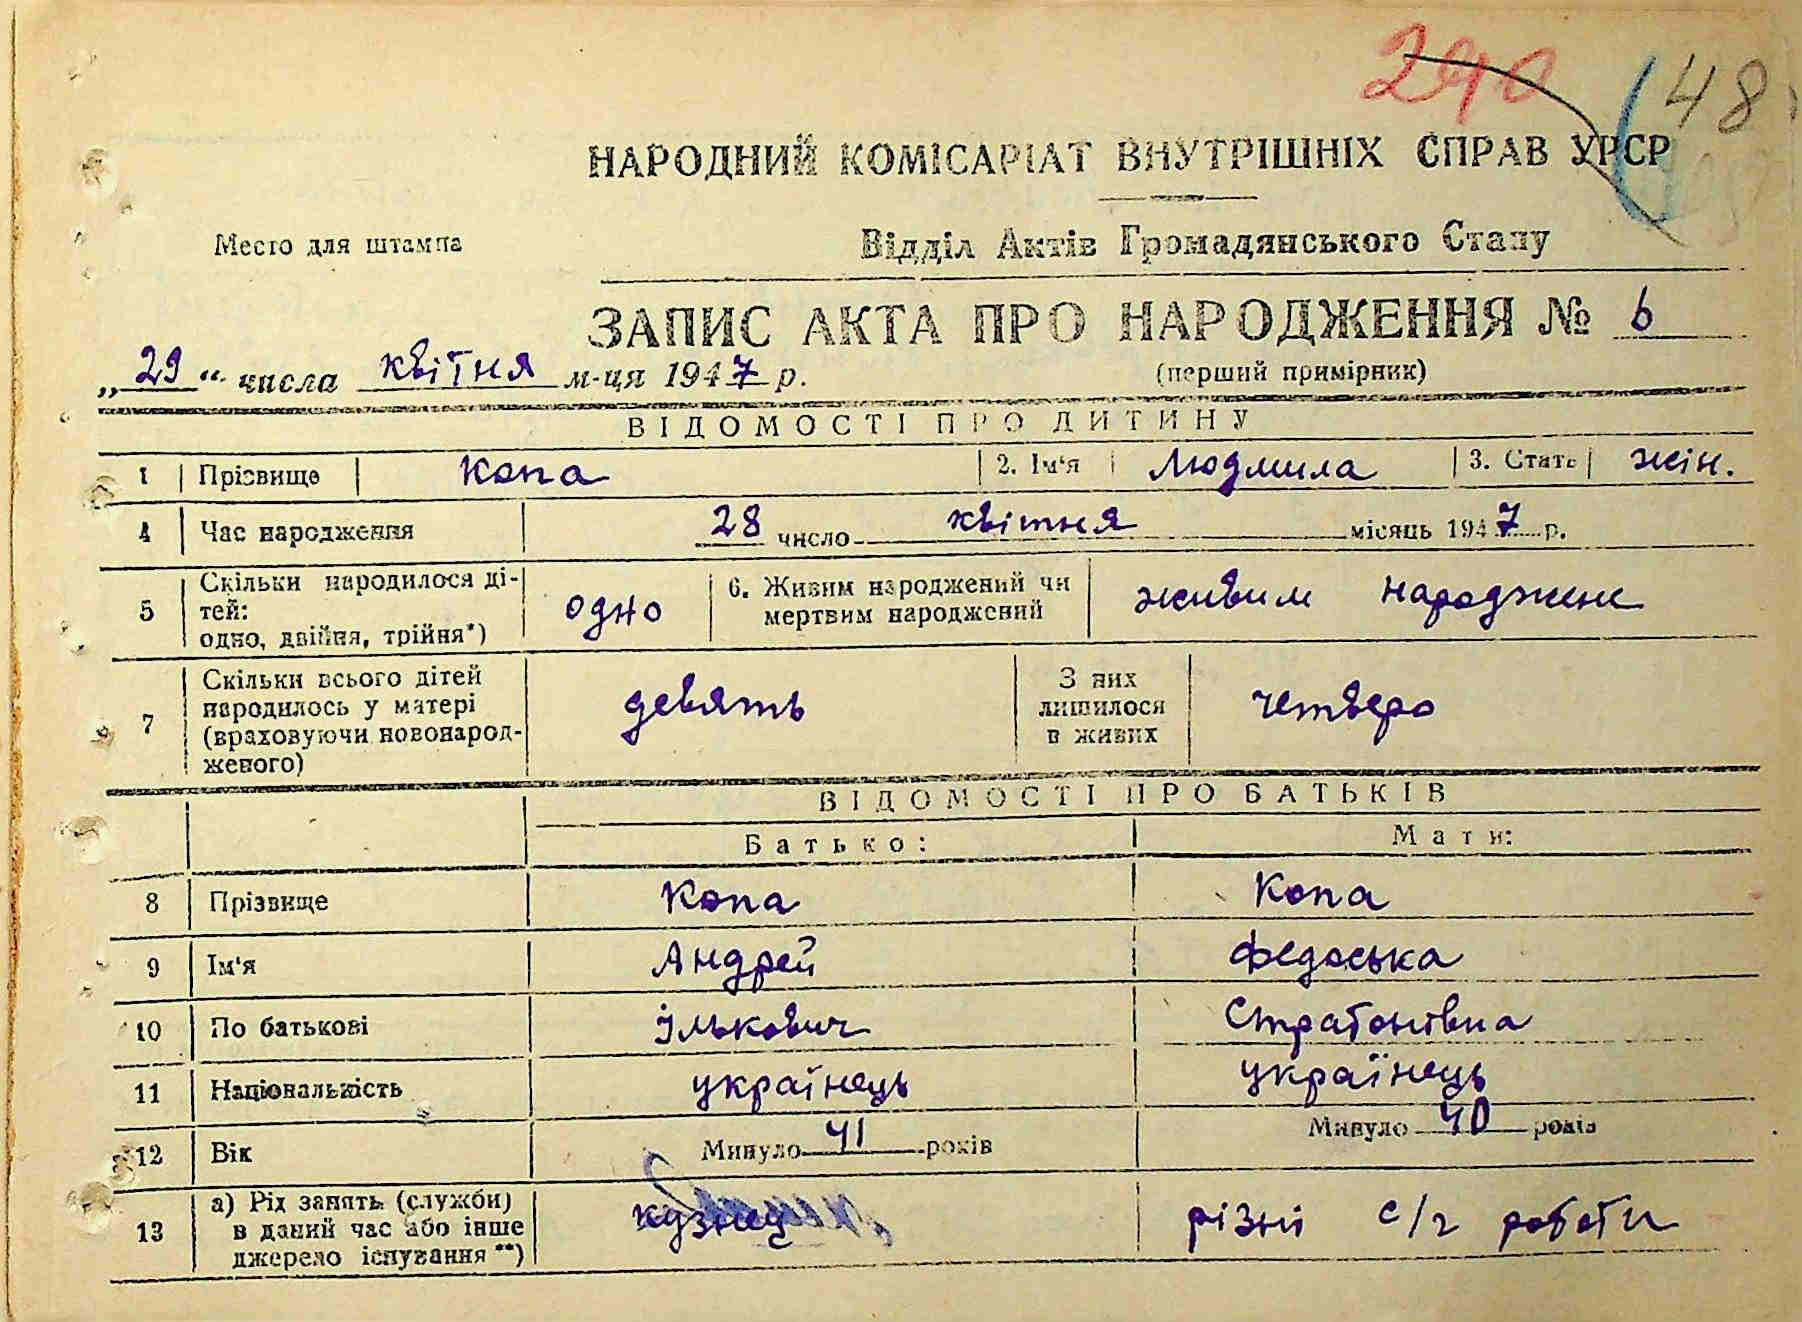 290 48
НАРОДНИЙ КОМІСАРІАТ ВНУТРІШНІХ СПРАВ УРСР
Место для штампа
Відділ Актів Громадянського Стану
ЗАПИС АКТА ПРО НАРОДЖЕННЯ № 6
„29“ числа квітня м-ця 1947 р.
(перший примірник)
ВІДОМОСТІ ПРО ДИТИНУ
1 Прізвище Копа 2. Ім'я Людмила 3. Стать жін.
4 Час народження 28 число квітня місяць 1947 р.
5 Скільки народилося ді-
тей:
одно, двійня, трійня*) одно
6. Живим народжений чи
мертвим народжений живим народжене
7 Скільки всього дітей
народилось у матері
(враховуючи новонарод-
женого) девять
З них
лишилося
в живих четверо
ВІДОМОСТІ ПРО БАТЬКІВ
Батько: Мати:
8 Прізвище Копа Копа
9 Ім'я Андрей Федоська
10 По батькові Ількович Стратонівна
11 Національність українець українець
12 Вік Минуло 41 років Минуло 40 років
13 а) Рід занять (служби)
в даний час або інше
джерело існування**) кузнец різні с/г роботи